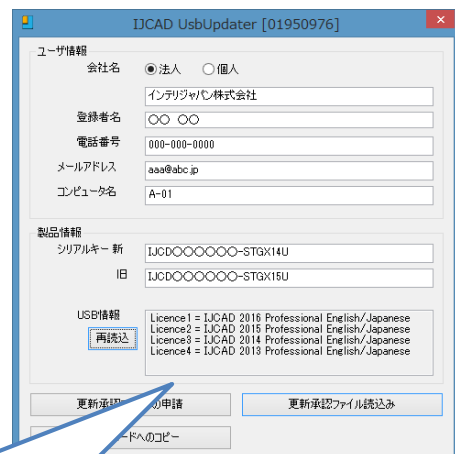 IJCAD UsbUpdater [01950976]
ユーザ情報
会社名 ◉法人 ○個人
インテリジャパン株式会社
登録者名 ○○ ○○
電話番号 000-000-0000
メールアドレス aaa@abc.jp
コンピュータ名 A-01
製品情報
シリアルキー 新 IJCD○○○○○○-STGX14U
旧 IJCD○○○○○○-STGX15U
USB情報
再読込
Licence1 = IJCAD 2016 Professional English/Japanese
Licence2 = IJCAD 2015 Professional English/Japanese
Licence3 = IJCAD 2014 Professional English/Japanese
Licence4 = IJCAD 2013 Professional English/Japanese
更新承認 の申請 更新承認ファイル読込み
ードへのコピー